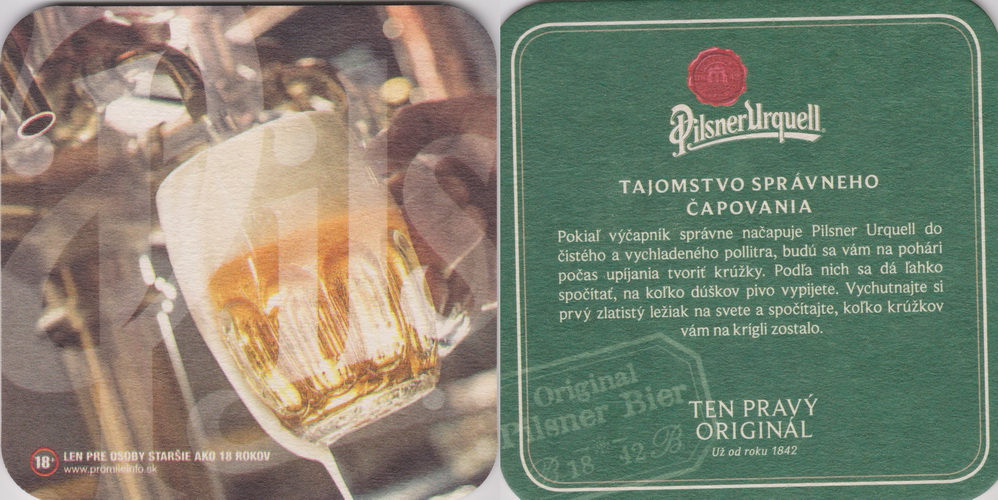 18+
LEN PRE OSOBY STARŠIE AKO 18 ROKOV
www.promileinfo.sk
Pilsner Urquell
TAJOMSTVO SPRÁVNEHO
ČAPOVANIA
Pokiaľ výčapník správne načapuje Pilsner Urquell do
čistého a vychladeného pollitra, budú sa vám na pohári
počas upíjania tvoriť krúžky. Podľa nich sa dá ľahko
spočítať, na koľko dúškov pivo vypijete. Vychutnajte si
prvý zlatistý ležiak na svete a spočítajte, koľko krúžkov
vám na krígli zostalo.
Original
Pilsner Bier
B. 18 42 B.
TEN PRAVÝ
ORIGINÁL
Už od roku 1842